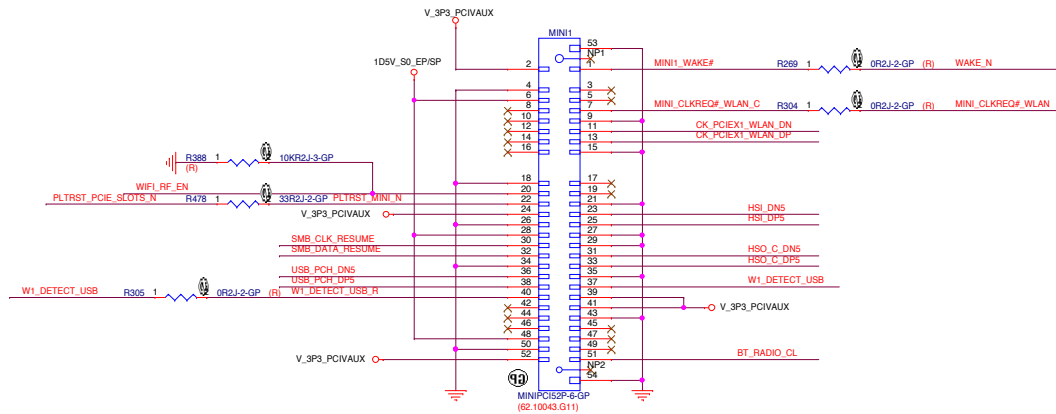 V_3P3_PCIVAUX
MINI1
1D5V_S0_EP/SP
53
NP1
2
1
MINI1_WAKE#
R269
1
2
0R2J-2-GP
(R)
WAKE_N
4
3
6
5
8
7
MINI_CLKREQ#_WLAN_C
R304
1
2
0R2J-2-GP
(R)
MINI_CLKREQ#_WLAN
10
9
12
11
CK_PCIEX1_WLAN_DN
14
13
CK_PCIEX1_WLAN_DP
16
15
R388
1
2
10KR2J-3-GP
(R)
18
17
WIFI_RF_EN
20
19
PLTRST_PCIE_SLOTS_N
R478
1
2
33R2J-2-GP
PLTRST_MINI_N
22
21
V_3P3_PCIVAUX
24
23
HSI_DN5
26
25
HSI_DP5
28
27
SMB_CLK_RESUME
30
29
SMB_DATA_RESUME
32
31
HSO_C_DN5
34
33
HSO_C_DP5
USB_PCH_DN5
36
35
USB_PCH_DP5
38
37
W1_DETECT_USB
W1_DETECT_USB
R305
1
2
0R2J-2-GP
(R)
W1_DETECT_USB_R
40
39
42
41
V_3P3_PCIVAUX
44
43
46
45
48
47
50
49
V_3P3_PCIVAUX
52
51
BT_RADIO_CL
NP2
54
GP
MINIPCI52P-6-GP
(62.10043.G11)